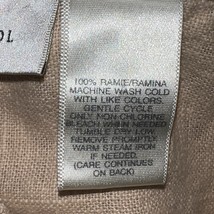 OL
100% RAMIE/RAMINA
MACHINE WASH COLD
WITH LIKE COLORS.
GENTLE CYCLE
ONLY NON-CHLORINE
BLEACH WHEN NEEDED
TUMBLE DRY LOW
REMOVE PROMPTLY
WARM STEAM IRON
IF NEEDED.
(CARE CONTINUES
ON BACK)